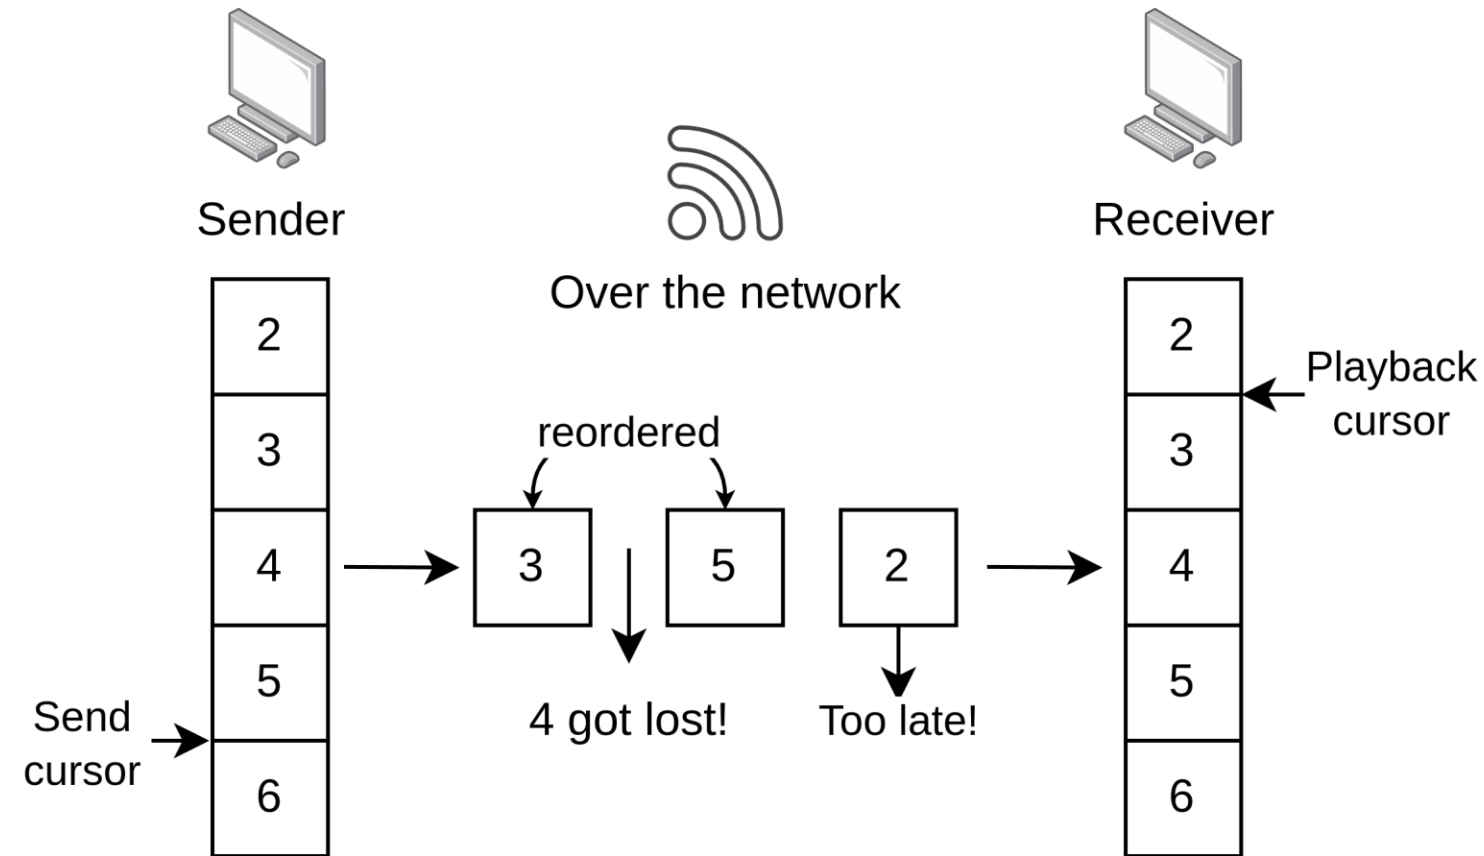 Sender
Receiver
Over the network
2
3
4
5
6
Send
cursor
reordered
3
5
2
4 got lost!
Too late!
2
3
4
5
6
Playback
cursor